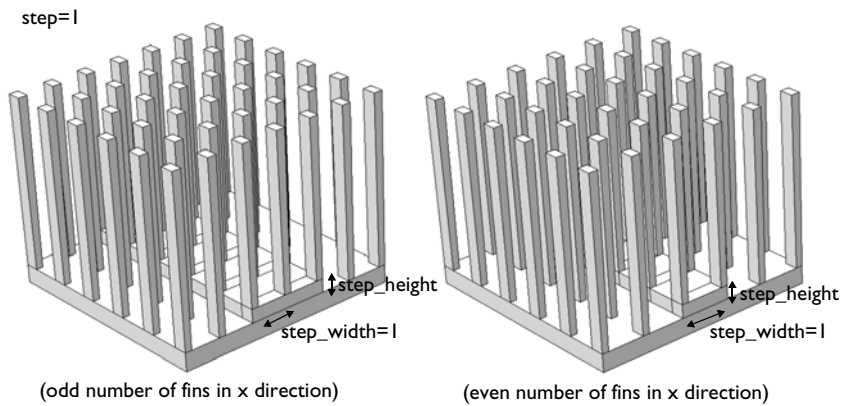 step=1
step_height
step_width=1
(odd number of fins in x direction)
step_height
step_width=1
(even number of fins in x direction)